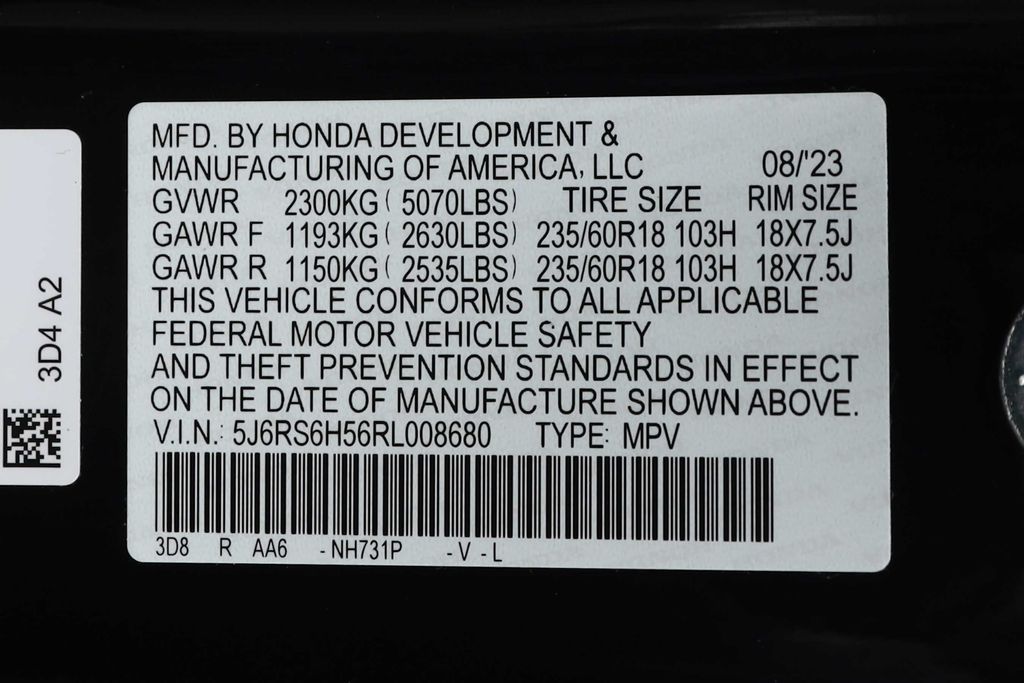 3D4 A2
MFD. BY HONDA DEVELOPMENT &
MANUFACTURING OF AMERICA, LLC 08/'23
GVWR 2300KG ( 5070LBS) TIRE SIZE RIM SIZE
GAWR F 1193KG ( 2630LBS) 235/60R18 103H 18X7.5J
GAWR R 1150KG ( 2535LBS) 235/60R18 103H 18X7.5J
THIS VEHICLE CONFORMS TO ALL APPLICABLE
FEDERAL MOTOR VEHICLE SAFETY
AND THEFT PREVENTION STANDARDS IN EFFECT
ON THE DATE OF MANUFACTURE SHOWN ABOVE.
V.I.N.: 5J6RS6H56RL008680 TYPE: MPV
3D8 R AA6 -NH731P -V -L